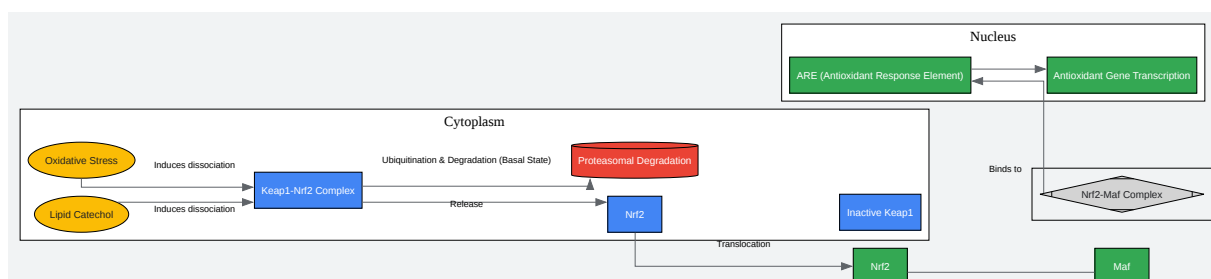 Nucleus
ARE (Antioxidant Response Element)
Antioxidant Gene Transcription
Cytoplasm
Oxidative Stress
Induces dissociation
Ubiquitination & Degradation (Basal State)
Proteasomal Degradation
Binds to
Keap1-Nrf2 Complex
Nrf2-Maf Complex
Lipid Catechol
Induces dissociation
Release
Nrf2
Inactive Keap1
Translocation
Nrf2
Maf